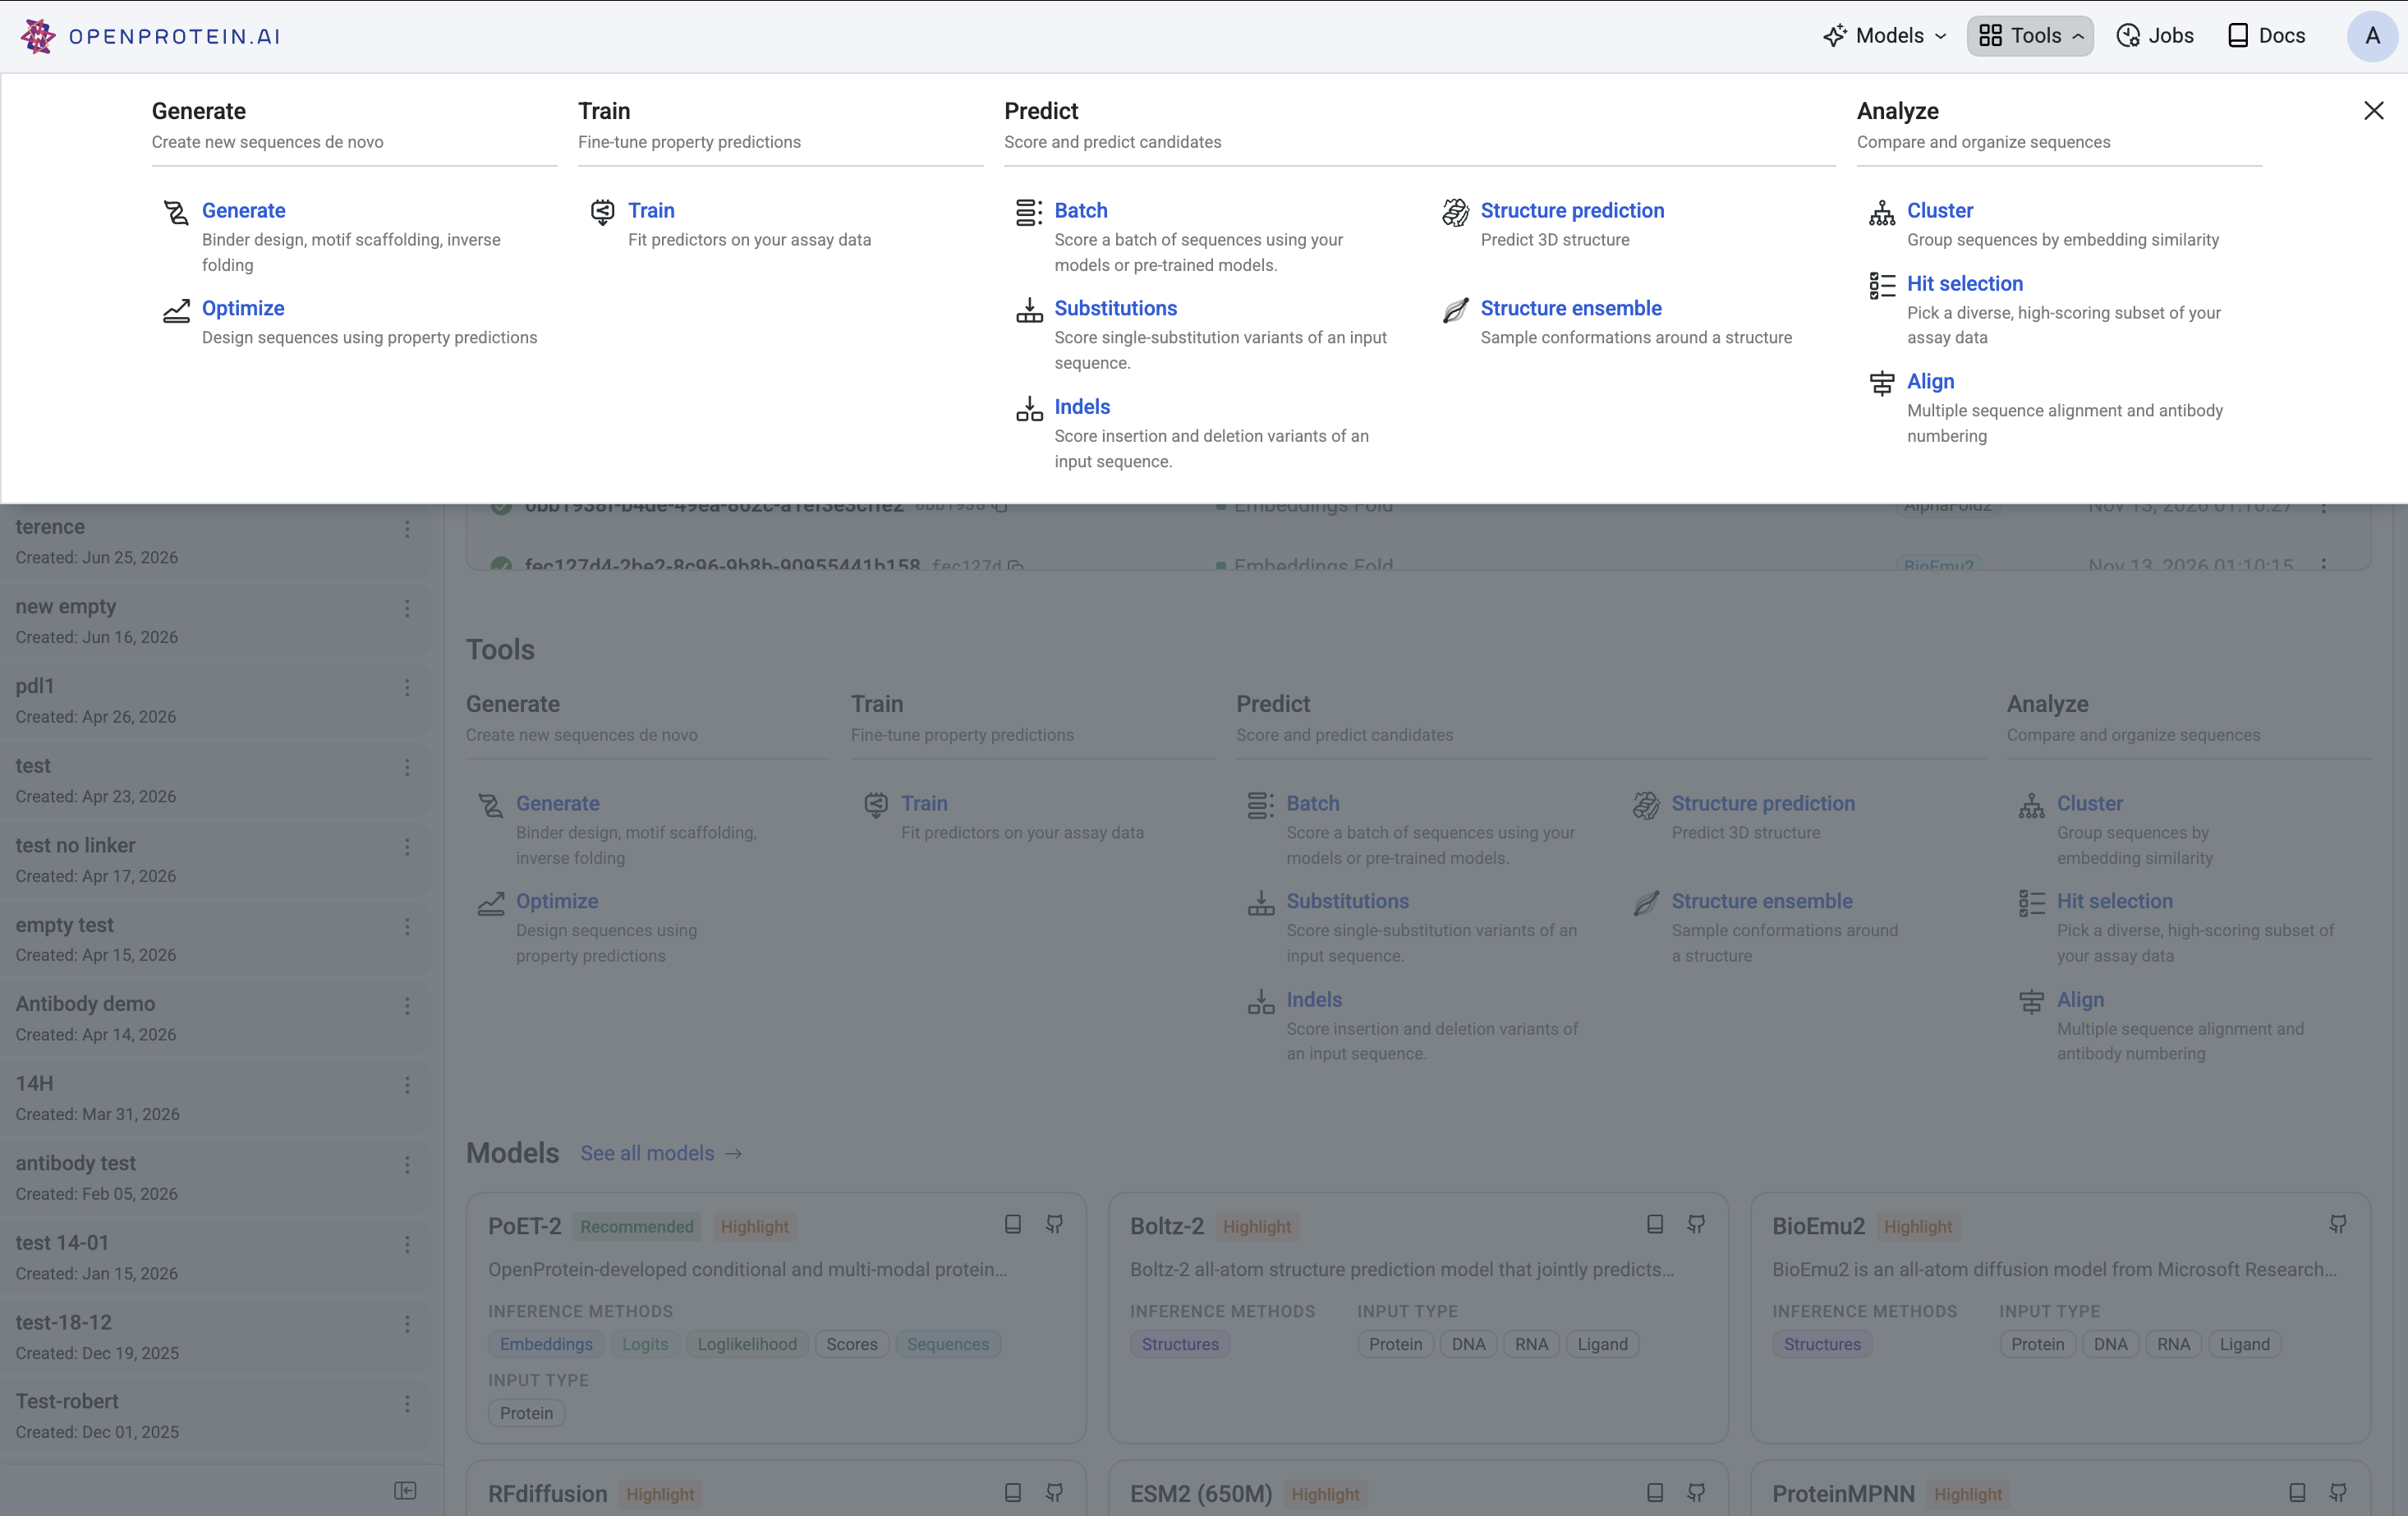 OPENPROTEIN.AI
Models
Tools
Jobs
Docs
A
Generate
Create new sequences de novo
Generate
Binder design, motif scaffolding, inverse
folding
Optimize
Design sequences using property predictions
Train
Fine-tune property predictions
Train
Fit predictors on your assay data
Predict
Score and predict candidates
Batch
Score a batch of sequences using your
models or pre-trained models.
Substitutions
Score single-substitution variants of an input
sequence.
Indels
Score insertion and deletion variants of an
input sequence.
Structure prediction
Predict 3D structure
Structure ensemble
Sample conformations around a structure
Analyze
Compare and organize sequences
Cluster
Group sequences by embedding similarity
Hit selection
Pick a diverse, high-scoring subset of your
assay data
Align
Multiple sequence alignment and antibody
numbering
terence
Created: Jun 25, 2026
new empty
Created: Jun 16, 2026
pdl1
Created: Apr 26, 2026
test
Created: Apr 23, 2026
test no linker
Created: Apr 17, 2026
empty test
Created: Apr 15, 2026
Antibody demo
Created: Apr 14, 2026
14H
Created: Mar 31, 2026
antibody test
Created: Feb 05, 2026
test 14-01
Created: Jan 15, 2026
test-18-12
Created: Dec 19, 2025
Test-robert
Created: Dec 01, 2025
Embeddings Fold AlphaFold2 Nov 13, 2026 01:10:27
fec127d4-2be2-8c96-9b8b-90955441b158 fec127d Embeddings Fold BioEmu2 Nov 13, 2026 01:10:15
Tools
Generate
Create new sequences de novo
Generate
Binder design, motif scaffolding,
inverse folding
Optimize
Design sequences using
property predictions
Train
Fine-tune property predictions
Train
Fit predictors on your assay data
Predict
Score and predict candidates
Batch
Score a batch of sequences using your
models or pre-trained models.
Substitutions
Score single-substitution variants of an
input sequence.
Indels
Score insertion and deletion variants of
an input sequence.
Structure prediction
Predict 3D structure
Structure ensemble
Sample conformations around
a structure
Analyze
Compare and organize sequences
Cluster
Group sequences by
embedding similarity
Hit selection
Pick a diverse, high-scoring subset of
your assay data
Align
Multiple sequence alignment and
antibody numbering
Models See all models →
PoET-2 Recommended Highlight
OpenProtein-developed conditional and multi-modal protein...
INFERENCE METHODS
Embeddings Logits Loglikelihood Scores Sequences
INPUT TYPE
Protein
Boltz-2 Highlight
Boltz-2 all-atom structure prediction model that jointly predicts...
INFERENCE METHODS INPUT TYPE
Structures Protein DNA RNA Ligand
BioEmu2 Highlight
BioEmu2 is an all-atom diffusion model from Microsoft Research...
INFERENCE METHODS INPUT TYPE
Structures Protein DNA RNA Ligand
RFdiffusion Highlight
ESM2 (650M) Highlight
ProteinMPNN Highlight